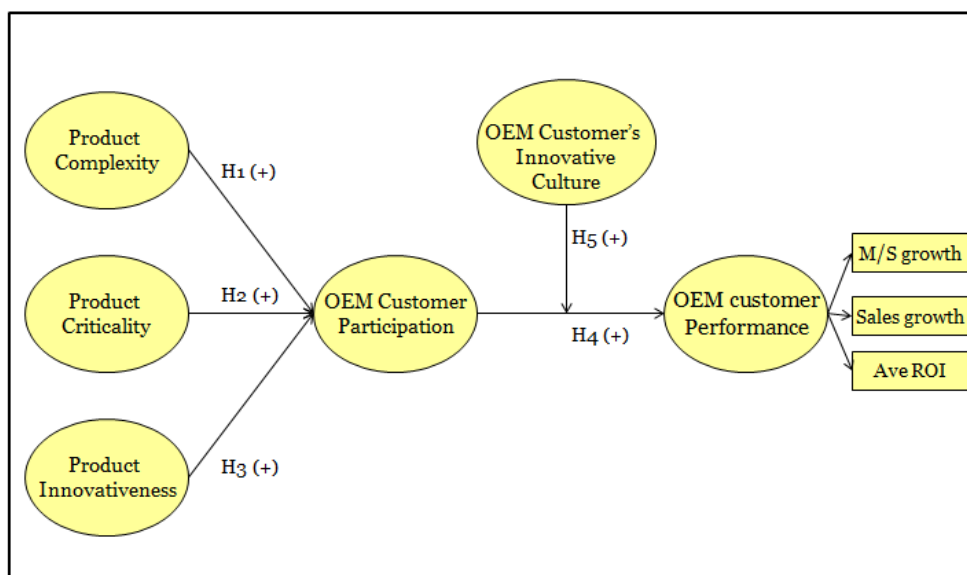 Product
Complexity
H1 (+)
OEM Customer's
Innovative
Culture
H5 (+)
M/S growth
Product
Criticality
H2 (+)
OEM Customer
Participation
H4 (+)
OEM customer
Performance
Sales growth
Ave ROI
Product
Innovativeness
H3 (+)